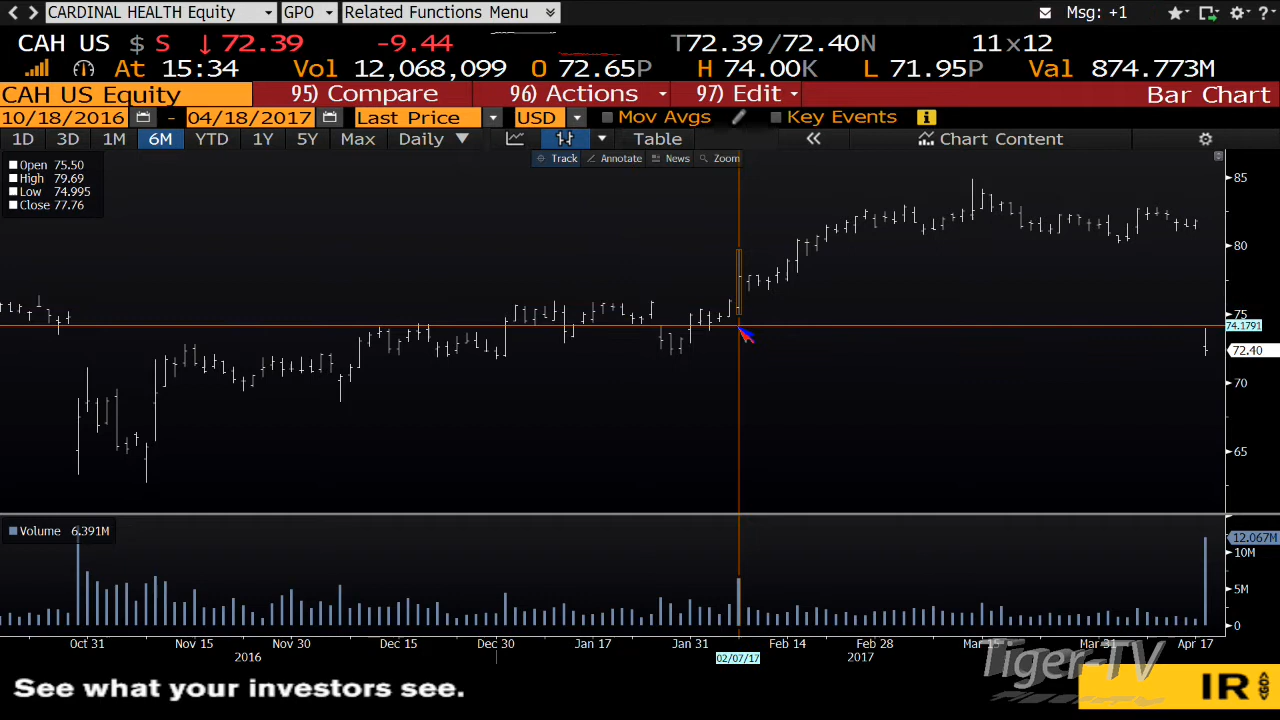 CARDINAL HEALTH Equity GPO Related Functions Menu Msg: +1 ?
CAH US $ S ↓ 72.39 -9.44 T72.39/72.40N 11x12
At 15:34 Vol 12,068,099 O 72.65P H 74.00K L 71.95P Val 874.773M
CAH US Equity 95) Compare 96) Actions 97) Edit Bar Chart
10/18/2016 - 04/18/2017 Last Price USD Mov Avgs Key Events i
1D 3D 1M 6M YTD 1Y 5Y Max Daily ▼ Table « Chart Content
Track Annotate News Zoom
Open 75.50
High 79.69
Low 74.995
Close 77.76
85
80
75
74.1791
72.40
70
65
Volume 6.391M
12.067M
10M
5M
0
Oct 31 Nov 15 Nov 30 Dec 15 Dec 30 Jan 17 Jan 31 Feb 14 Feb 28 Mar 15 Mar 31 Apr 17
2016 02/07/17 2017
Tiger-TV
See what your investors see. IR